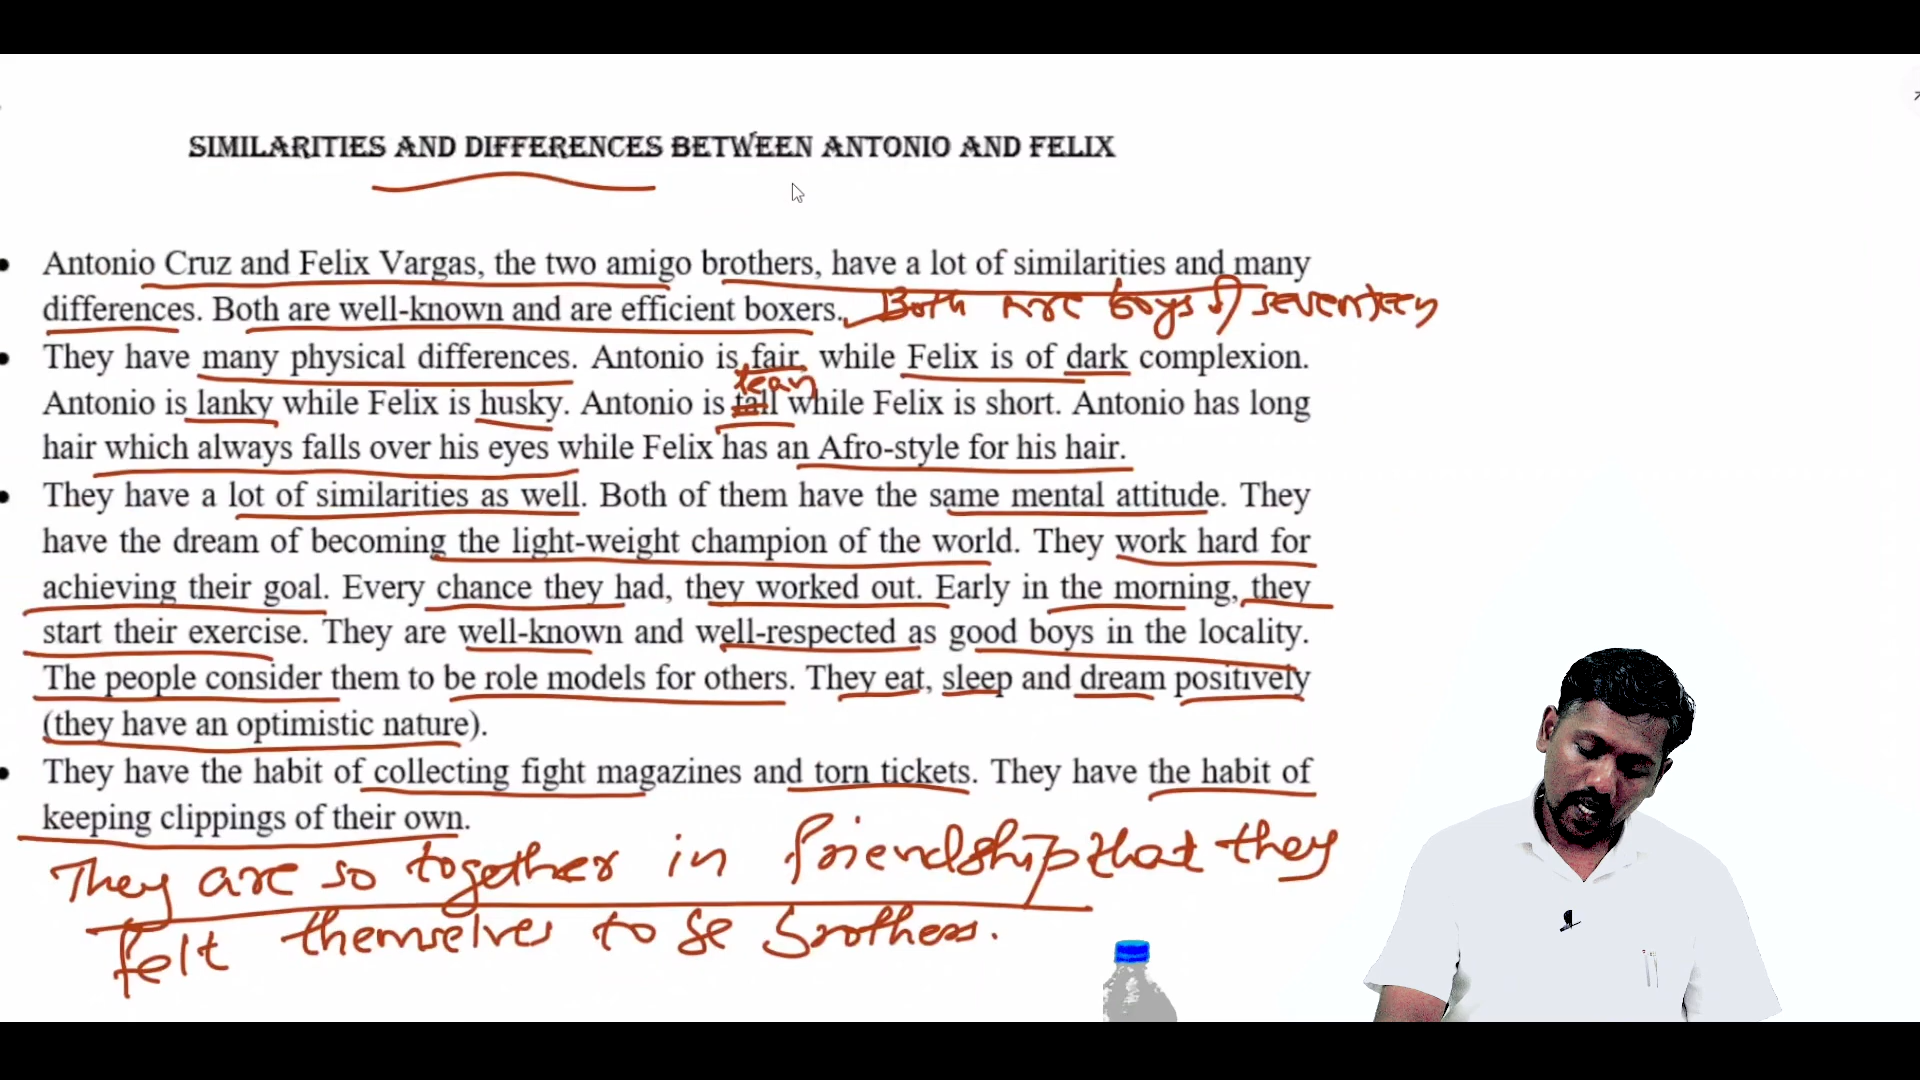 SIMILARITIES AND DIFFERENCES BETWEEN ANTONIO AND FELIX
Antonio Cruz and Felix Vargas, the two amigo brothers, have a lot of similarities and many
differences. Both are well-known and are efficient boxers. Both are boys of seventeen
They have many physical differences. Antonio is fair while Felix is of dark complexion.
lean
Antonio is lanky while Felix is husky. Antonio is tall while Felix is short. Antonio has long
hair which always falls over his eyes while Felix has an Afro-style for his hair.
They have a lot of similarities as well. Both of them have the same mental attitude. They
have the dream of becoming the light-weight champion of the world. They work hard for
achieving their goal. Every chance they had, they worked out. Early in the morning, they
start their exercise. They are well-known and well-respected as good boys in the locality.
The people consider them to be role models for others. They eat, sleep and dream positively
(they have an optimistic nature).
They have the habit of collecting fight magazines and torn tickets. They have the habit of
keeping clippings of their own.
They are so together in friendship that they
felt themselves to be brothers.